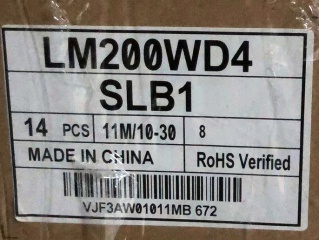 LM200WD4
SLB1
14 PCS 11M/10-30 8
MADE IN CHINA RoHS Verified
VJF3AW01011MB 672